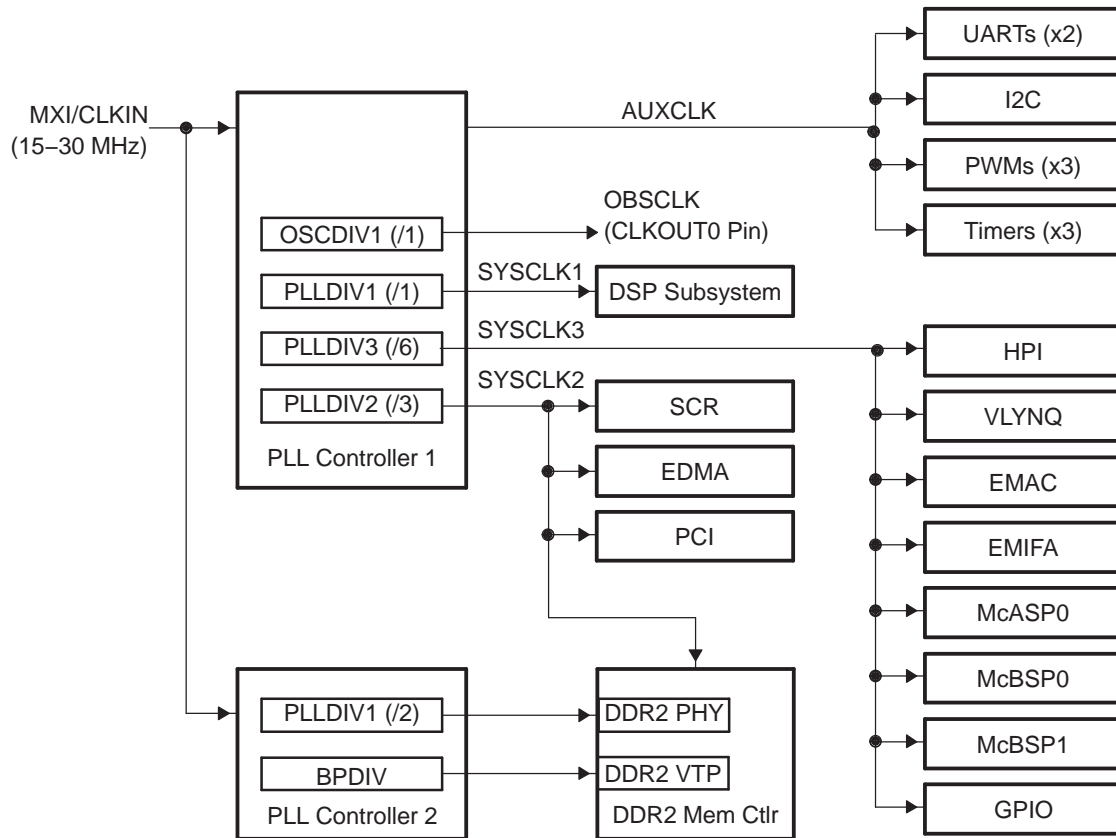 UARTs (x2)
I2C
PWMs (x3)
Timers (x3)
MXI/CLKIN
(15–30 MHz)
AUXCLK
OBSCLK
(CLKOUT0 Pin)
OSCDIV1 (/1)
SYSCLK1
PLLDIV1 (/1)
DSP Subsystem
SYSCLK3
PLLDIV3 (/6)
HPI
SYSCLK2
PLLDIV2 (/3)
SCR
VLYNQ
PLL Controller 1
EDMA
EMAC
PCI
EMIFA
McASP0
McBSP0
PLLDIV1 (/2)
DDR2 PHY
McBSP1
BPDIV
DDR2 VTP
PLL Controller 2
DDR2 Mem Ctlr
GPIO